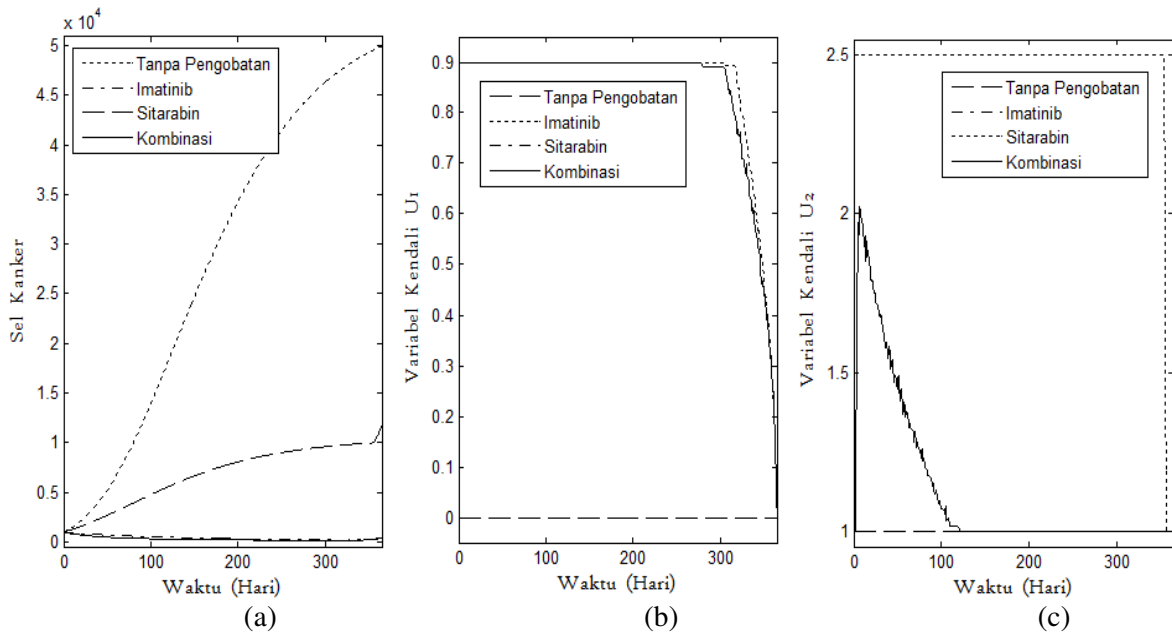 x 10⁴
5
4.5
4
3.5
3
2.5
2
1.5
1
0.5
0
Sel Kanker
Tanpa Pengobatan
Imatinib
Sitarabin
Kombinasi
0 100 200 300
Waktu (Hari)
(a)
0.9
0.8
0.7
0.6
0.5
0.4
0.3
0.2
0.1
0
Variabel Kendali U₁
Tanpa Pengobatan
Imatinib
Sitarabin
Kombinasi
0 100 200 300
Waktu (Hari)
(b)
2.5
2
1.5
1
Variabel Kendali U₂
Tanpa Pengobatan
Imatinib
Sitarabin
Kombinasi
0 100 200 300
Waktu (Hari)
(c)